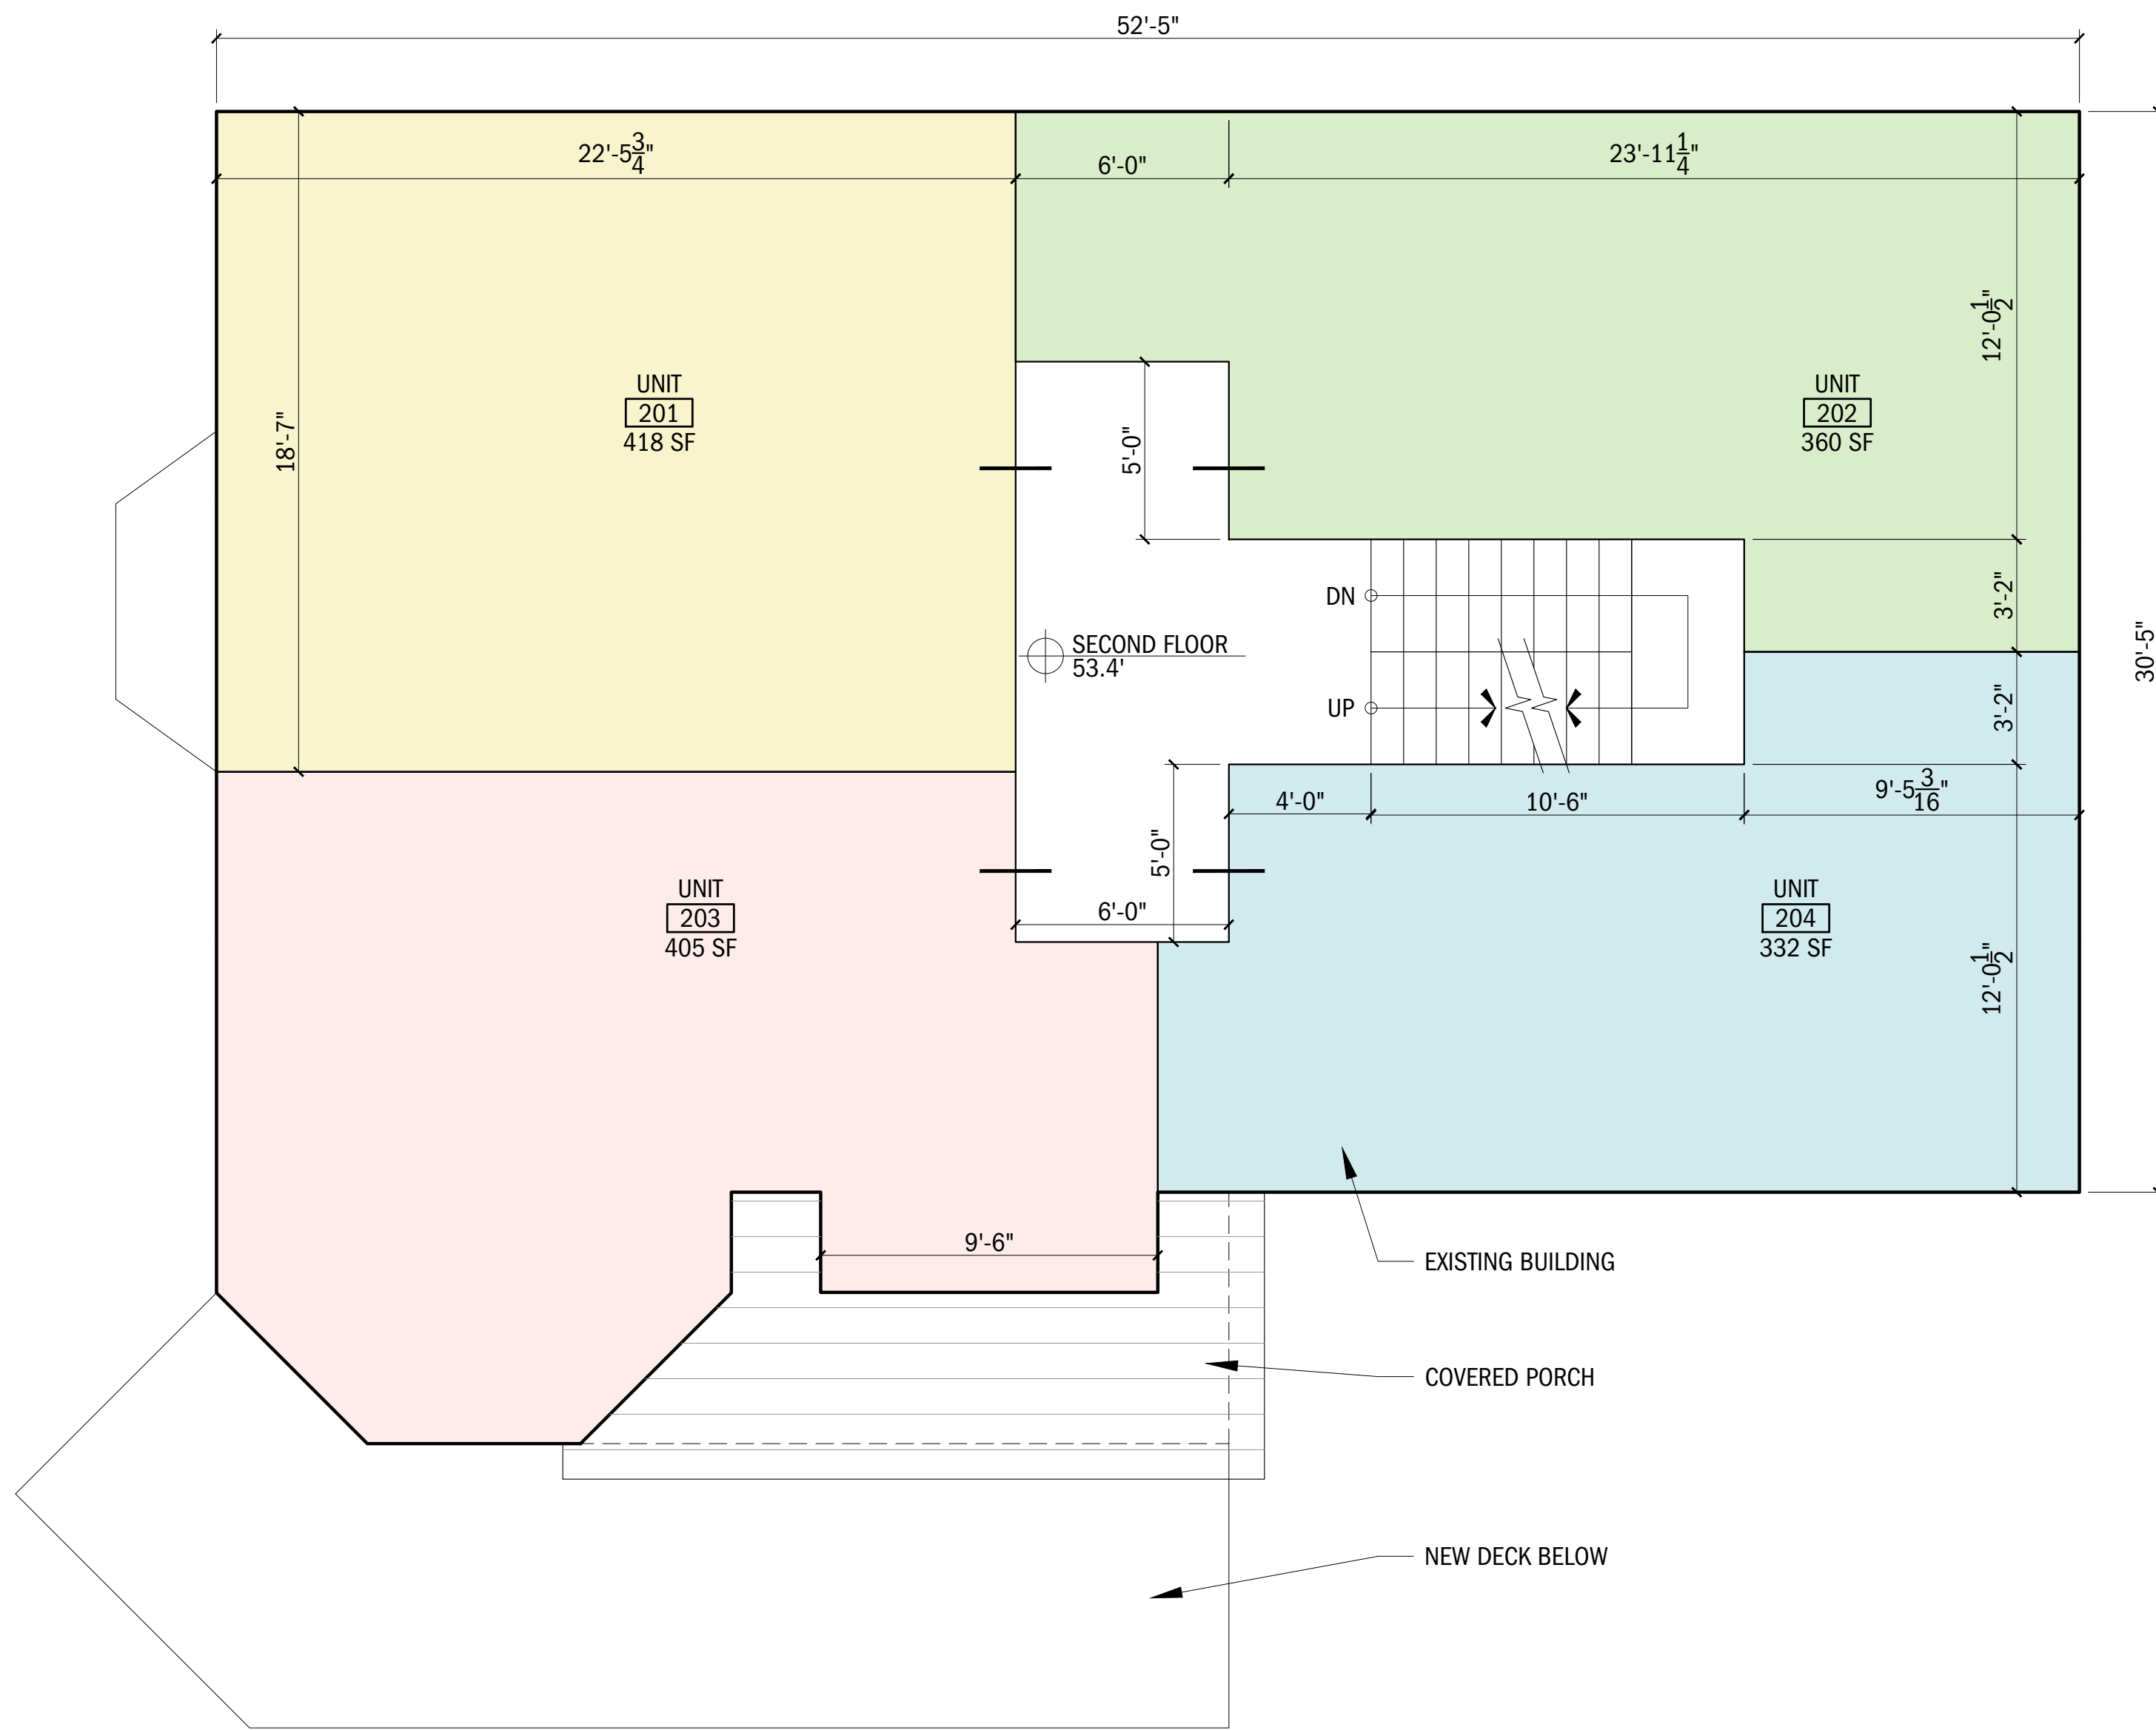 52'-5"
22'-5 3/4"
6'-0"
23'-11 1/4"
12'-0 1/2"
UNIT
201
418 SF
UNIT
202
360 SF
18'-7"
5'-0"
DN
3'-2"
SECOND FLOOR
53.4'
30'-5"
UP
3'-2"
4'-0"
10'-6"
9'-5 3/16"
5'-0"
UNIT
203
405 SF
6'-0"
UNIT
204
332 SF
12'-0 1/2"
9'-6"
EXISTING BUILDING
COVERED PORCH
NEW DECK BELOW